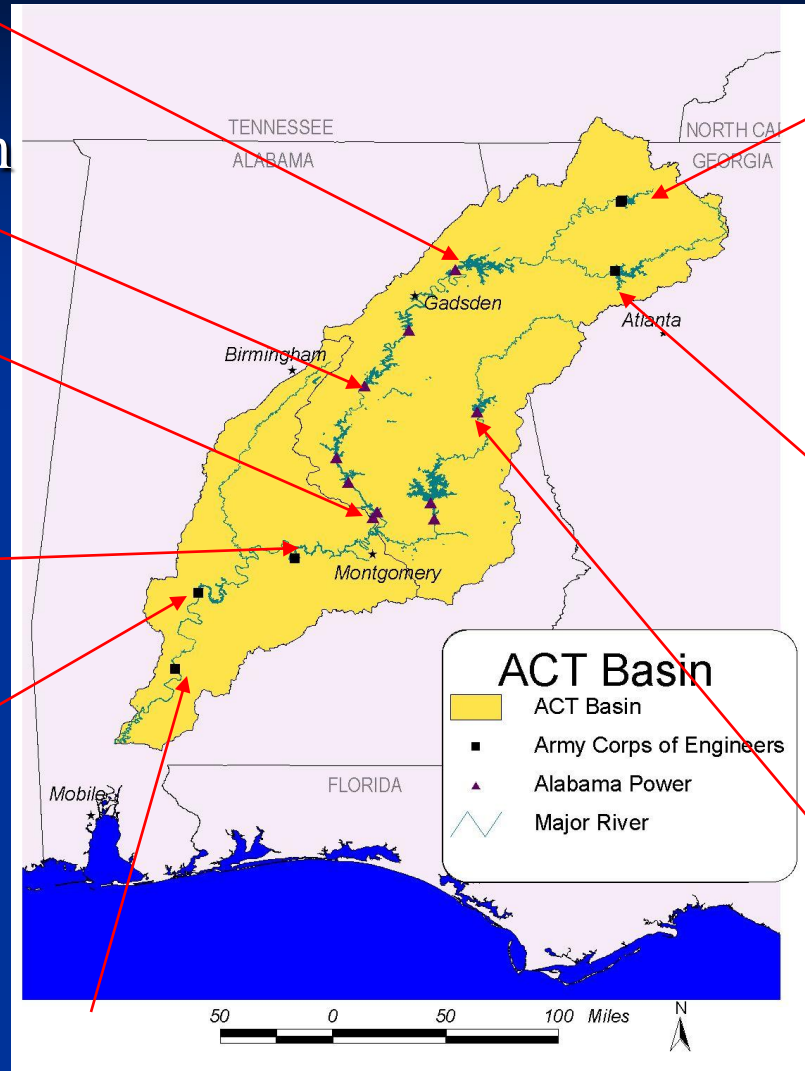 TENNESSEE
NORTH CA
n
ALABAMA
GEORGIA
Gadsden
Atlanta
Birmingham
Montgomery
ACT Basin
ACT Basin
Army Corps of Engineers
Alabama Power
Major River
FLORIDA
Mobile
50 0 50 100 Miles
N